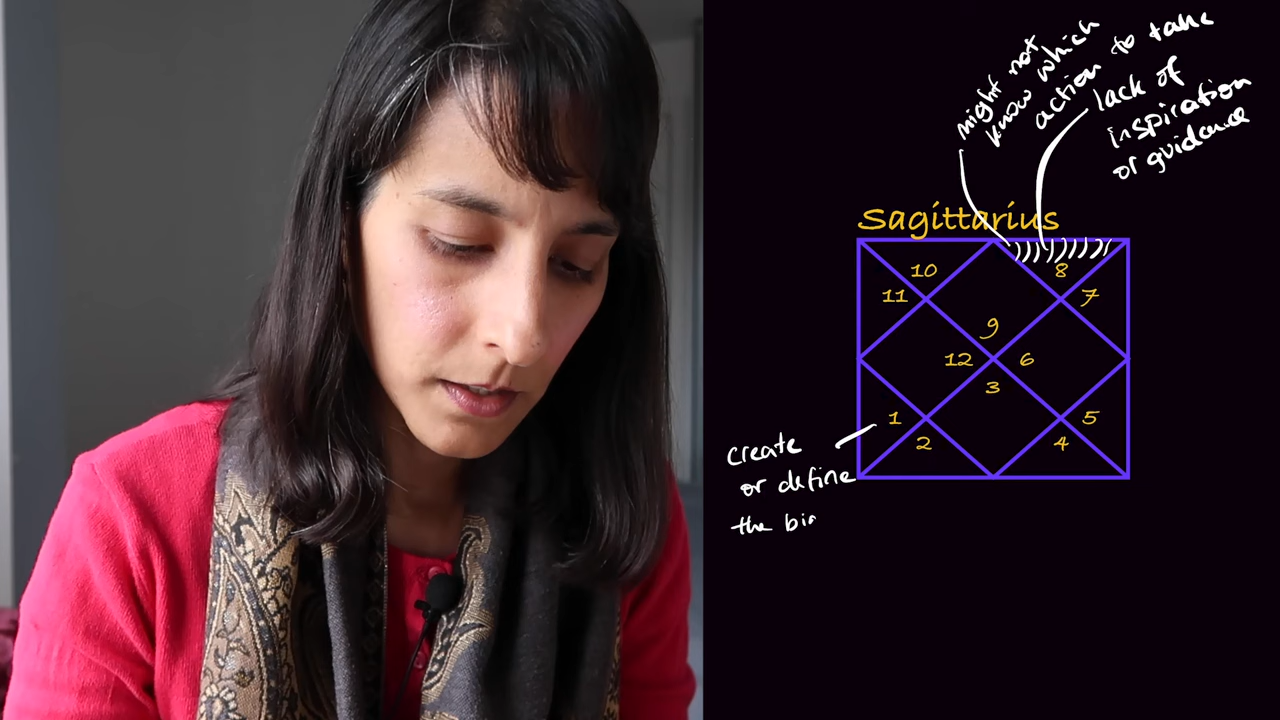 might not
know which
action to take
lack of
inspiration
or guidance
Sagittarius
10
8
11
7
9
12
6
3
1
5
2
4
create
or define
the bi